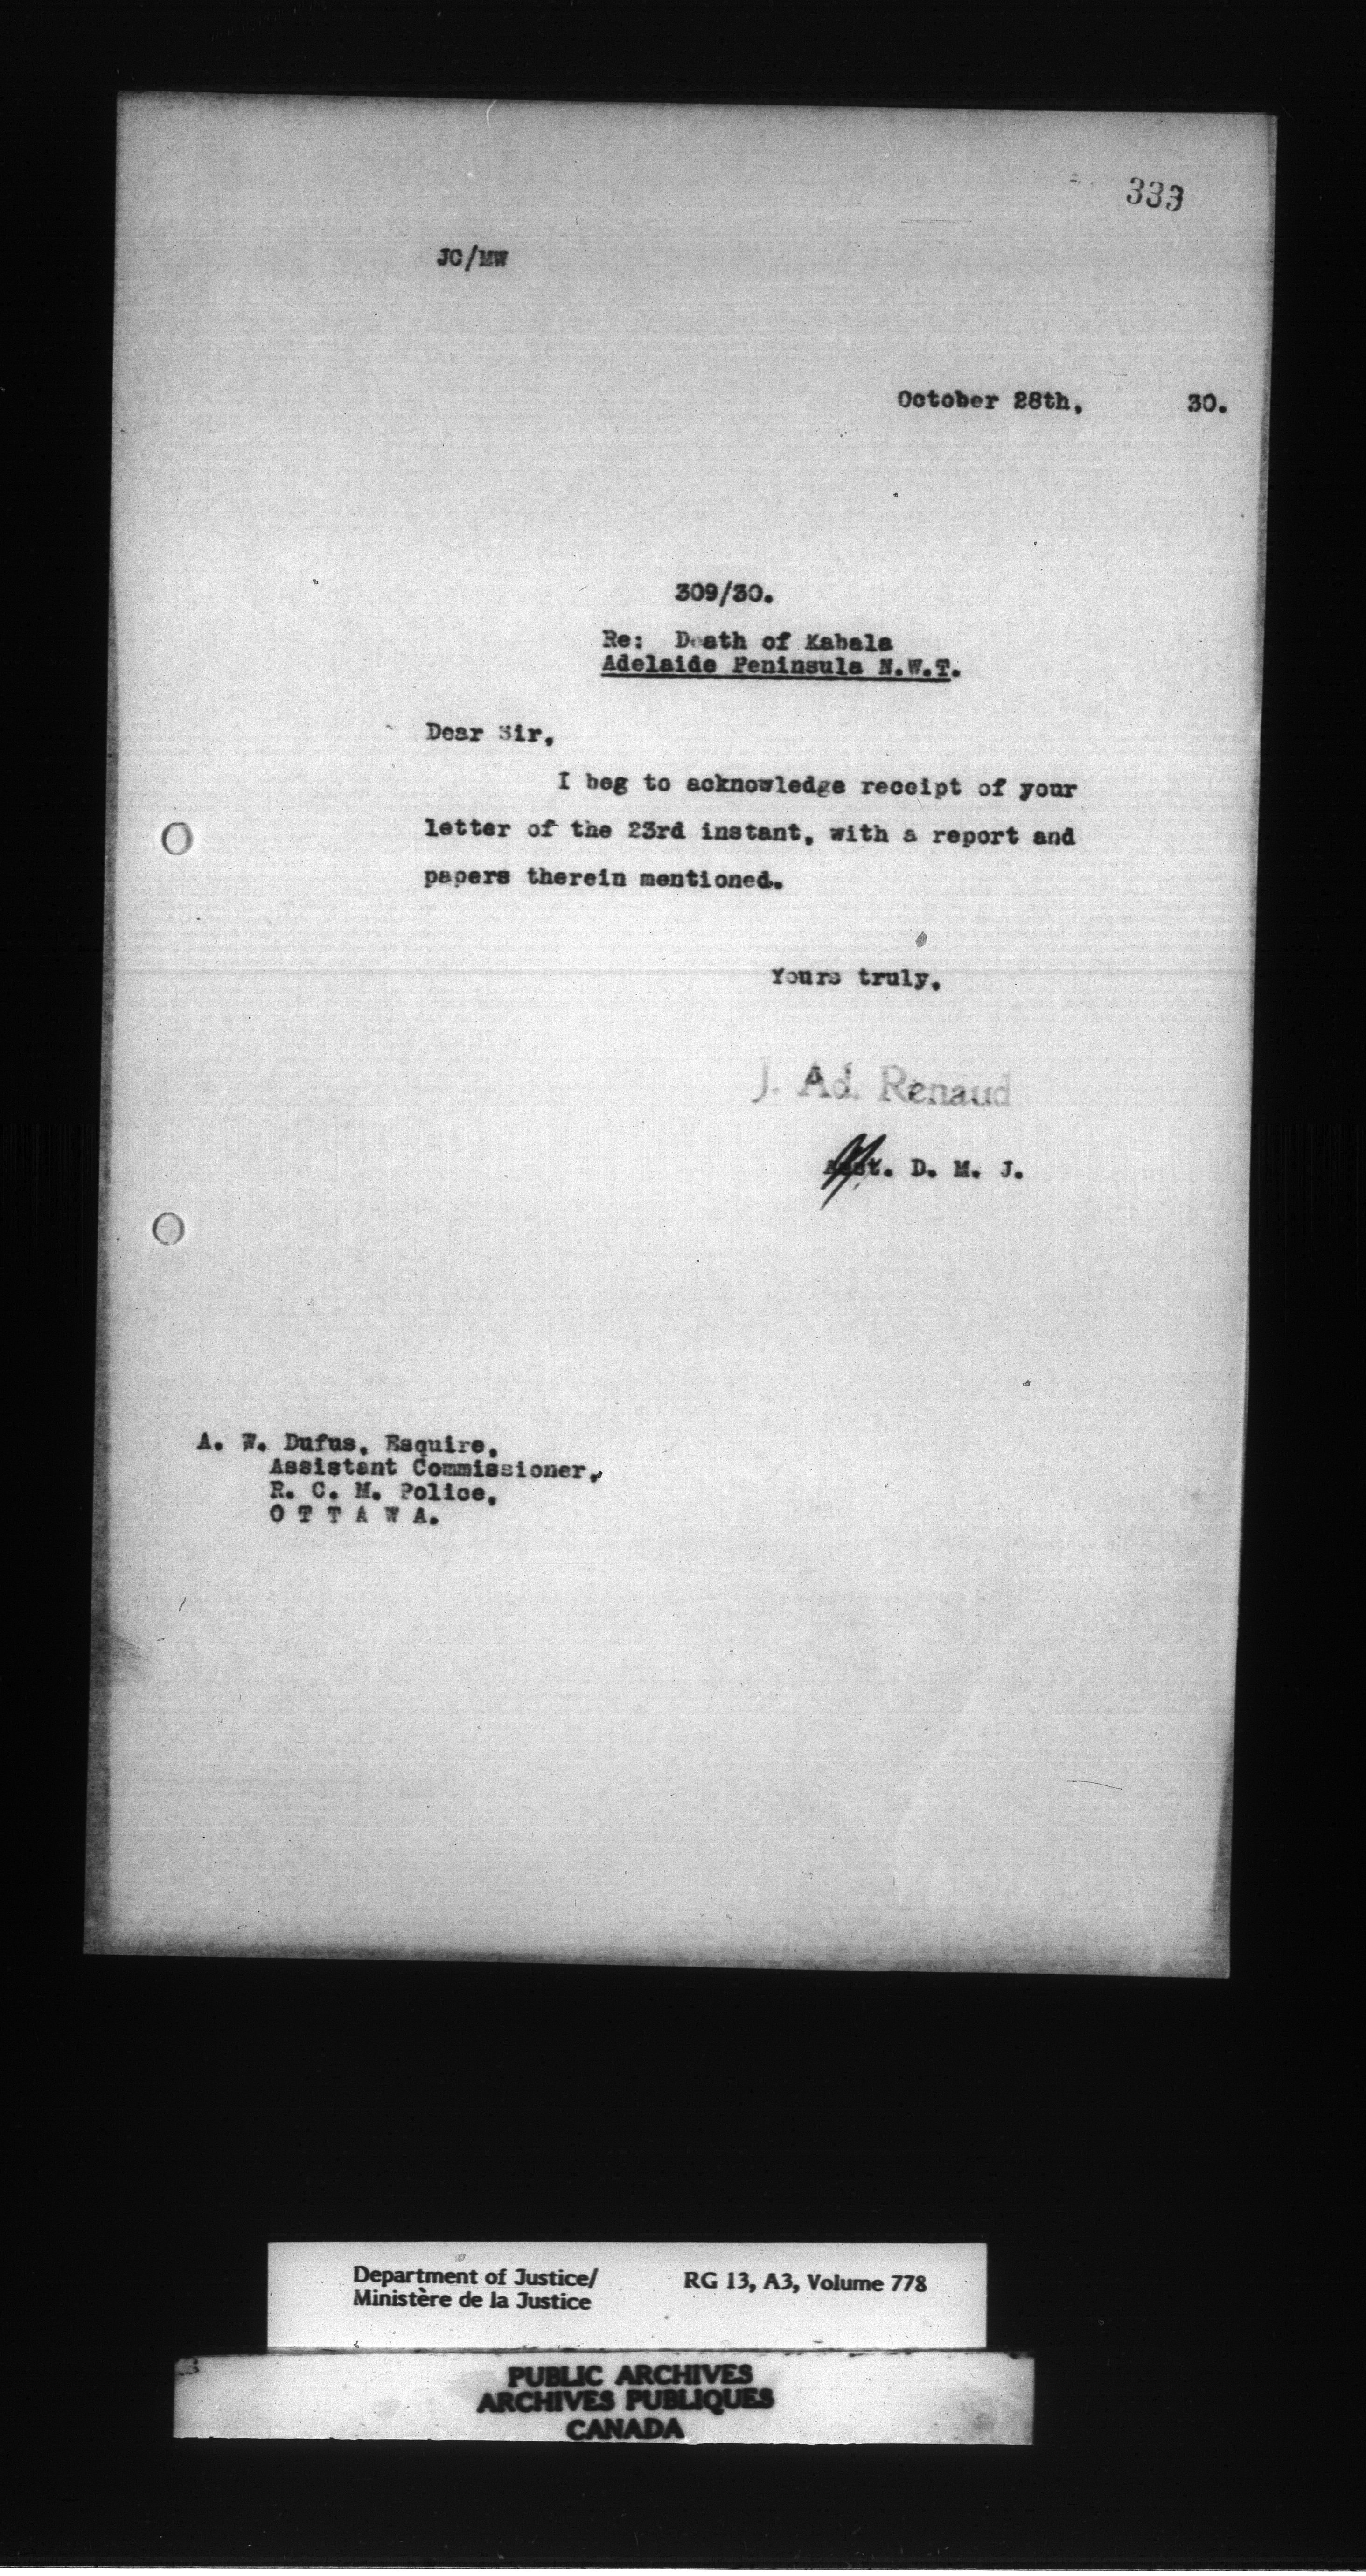 333
JC/MW
October 28th, 30.
309/30.
Re: Death of Kabala
Adelaide Peninsula N.W.T.
Dear Sir,
I beg to acknowledge receipt of your
letter of the 23rd instant, with a report and
papers therein mentioned.
Yours truly,
J. Ad. Renaud
Asst. D. M. J.
A. W. Dufus, Esquire,
Assistant Commissioner,
R. C. M. Police,
O T T A W A.
Department of Justice/ RG 13, A3, Volume 778
Ministère de la Justice
PUBLIC ARCHIVES
ARCHIVES PUBLIQUES
CANADA